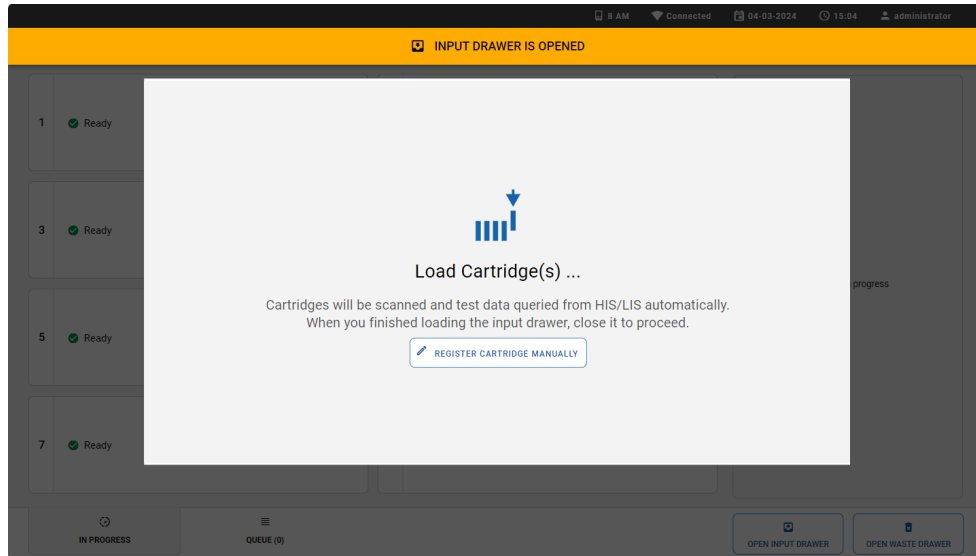 8 AM Connected 04-03-2024 15:04 administrator
INPUT DRAWER IS OPENED
1 Ready
3 Ready
5 Ready
7 Ready
Load Cartridge(s) ...
Cartridges will be scanned and test data queried from HIS/LIS automatically.
When you finished loading the input drawer, close it to proceed.
REGISTER CARTRIDGE MANUALLY
progress
IN PROGRESS
QUEUE (0)
OPEN INPUT DRAWER
OPEN WASTE DRAWER